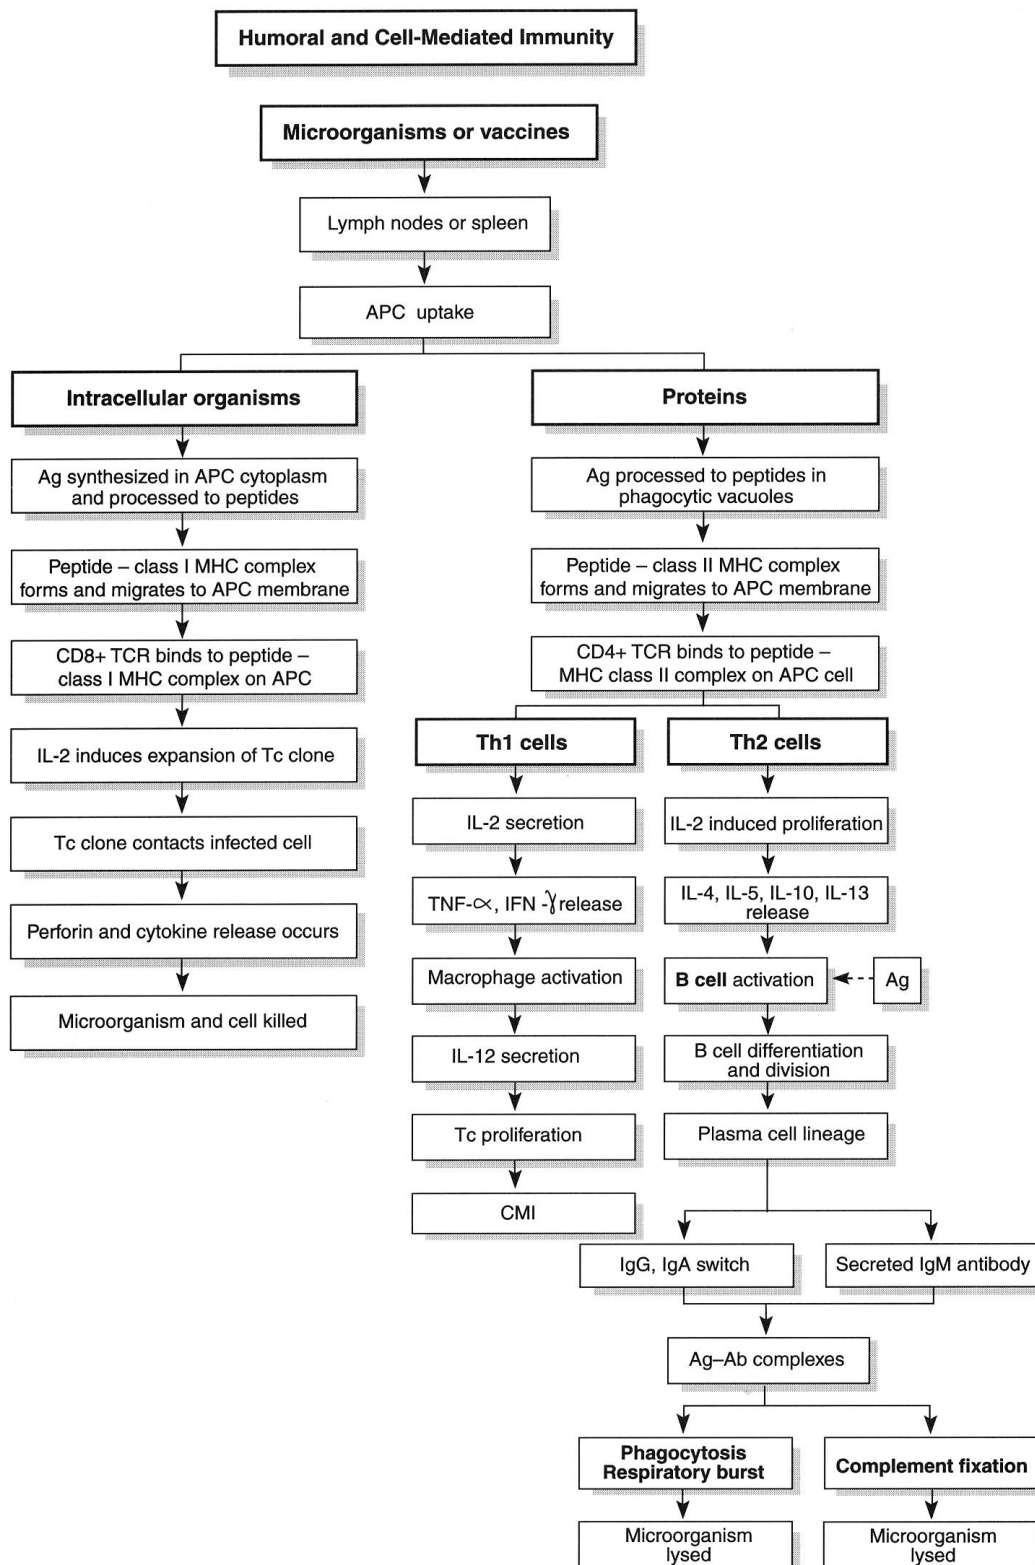 Humoral and Cell-Mediated Immunity
Microorganisms or vaccines
Lymph nodes or spleen
APC uptake
Intracellular organisms
Ag synthesized in APC cytoplasm
and processed to peptides
Peptide – class I MHC complex
forms and migrates to APC membrane
CD8+ TCR binds to peptide –
class I MHC complex on APC
IL-2 induces expansion of Tc clone
Tc clone contacts infected cell
Perforin and cytokine release occurs
Microorganism and cell killed
Proteins
Ag processed to peptides in
phagocytic vacuoles
Peptide – class II MHC complex
forms and migrates to APC membrane
CD4+ TCR binds to peptide –
MHC class II complex on APC cell
Th1 cells
IL-2 secretion
TNF-∝, IFN -γ release
Macrophage activation
IL-12 secretion
Tc proliferation
CMI
Th2 cells
IL-2 induced proliferation
IL-4, IL-5, IL-10, IL-13
release
B cell activation
Ag
B cell differentiation
and division
Plasma cell lineage
IgG, IgA switch
Secreted IgM antibody
Ag–Ab complexes
Phagocytosis
Respiratory burst
Microorganism
lysed
Complement fixation
Microorganism
lysed